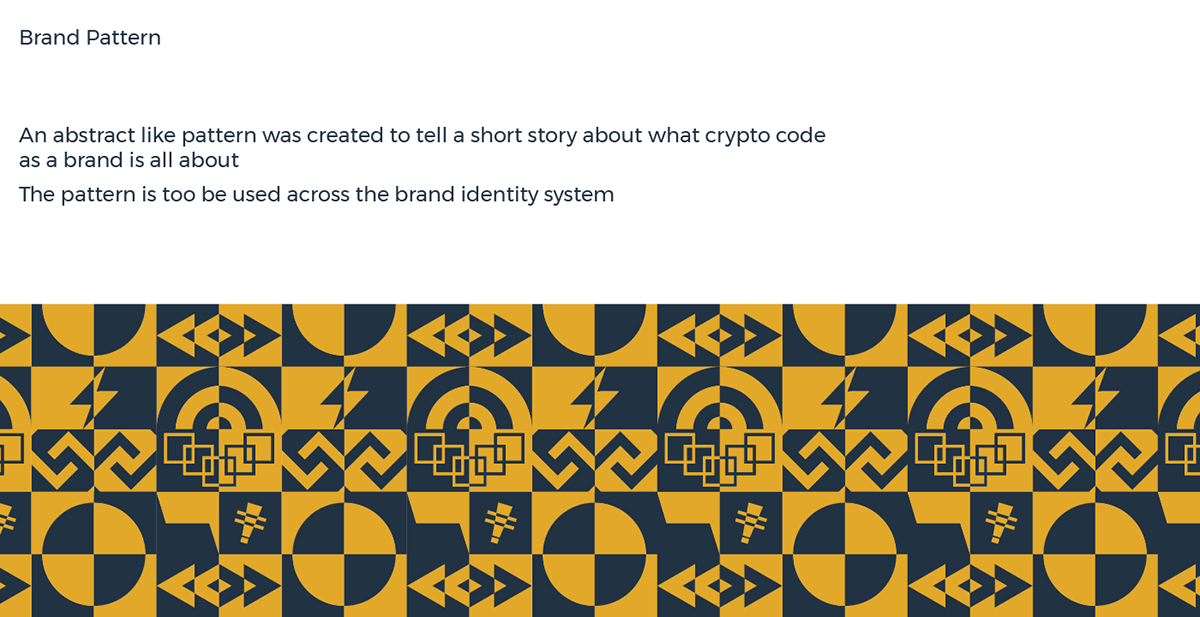 Brand Pattern
An abstract like pattern was created to tell a short story about what crypto code
as a brand is all about
The pattern is too be used across the brand identity system